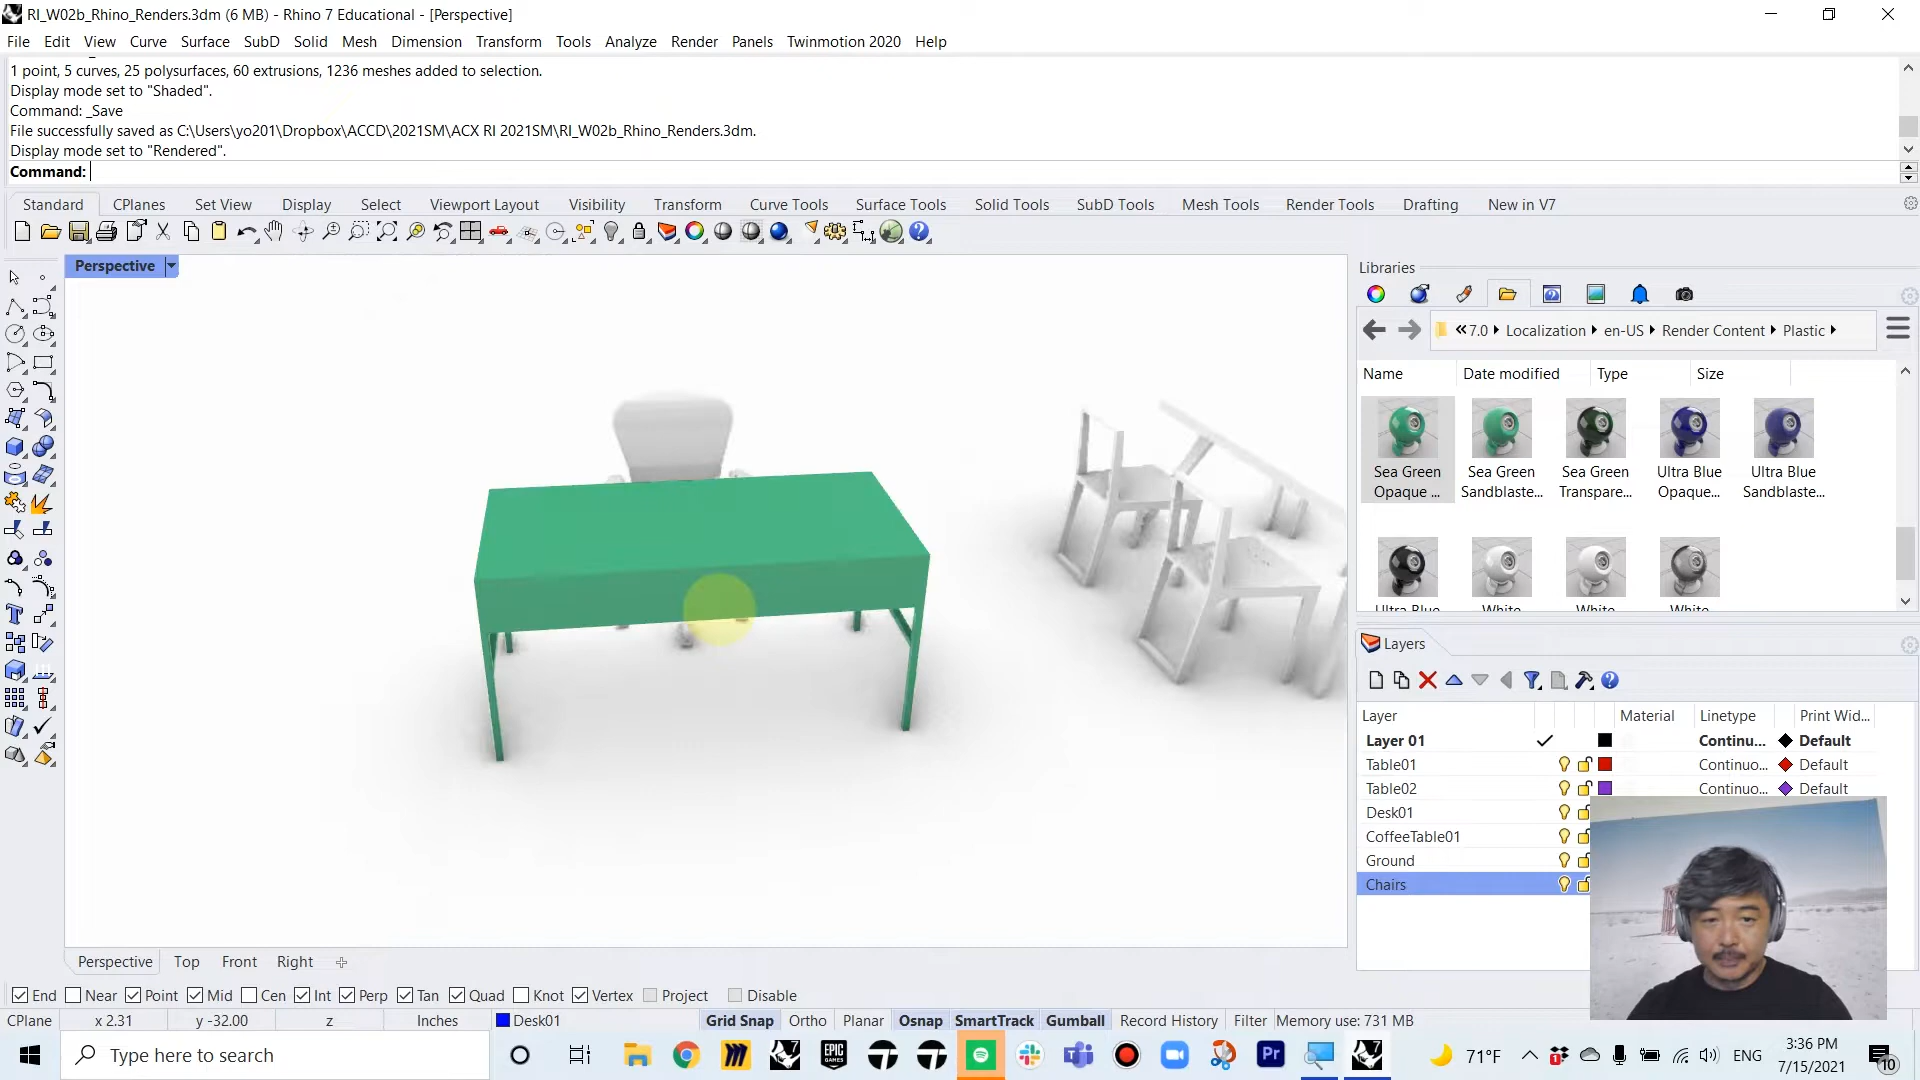 RI_W02b_Rhino_Renders.3dm (6 MB) - Rhino 7 Educational - [Perspective]
File Edit View Curve Surface SubD Solid Mesh Dimension Transform Tools Analyze Render Panels Twinmotion 2020 Help
1 point, 5 curves, 25 polysurfaces, 60 extrusions, 1236 meshes added to selection.
Display mode set to "Shaded".
Command: _Save
File successfully saved as C:\Users\yo201\Dropbox\ACCD\2021SM\ACX RI 2021SM\RI_W02b_Rhino_Renders.3dm.
Display mode set to "Rendered".
Command:
Standard CPlanes Set View Display Select Viewport Layout Visibility Transform Curve Tools Surface Tools Solid Tools SubD Tools Mesh Tools Render Tools Drafting New in V7
Perspective
Libraries
« 7.0 Localization en-US Render Content Plastic
Name Date modified Type Size
Sea Green Opaque ...
Sea Green Sandblaste...
Sea Green Transpare...
Ultra Blue Opaque...
Ultra Blue Sandblaste...
Ultra Blue White White White
Layers
Layer Material Linetype Print Wid...
Layer 01 Continu... Default
Table01 Continuo... Default
Table02 Continuo... Default
Desk01
CoffeeTable01
Ground
Chairs
Perspective Top Front Right
End Near Point Mid Cen Int Perp Tan Quad Knot Vertex Project Disable
CPlane x 2.31 y -32.00 z Inches Desk01 Grid Snap Ortho Planar Osnap SmartTrack Gumball Record History Filter Memory use: 731 MB
Type here to search
EPIC GAMES
Pr
71°F
ENG
3:36 PM
7/15/2021
10